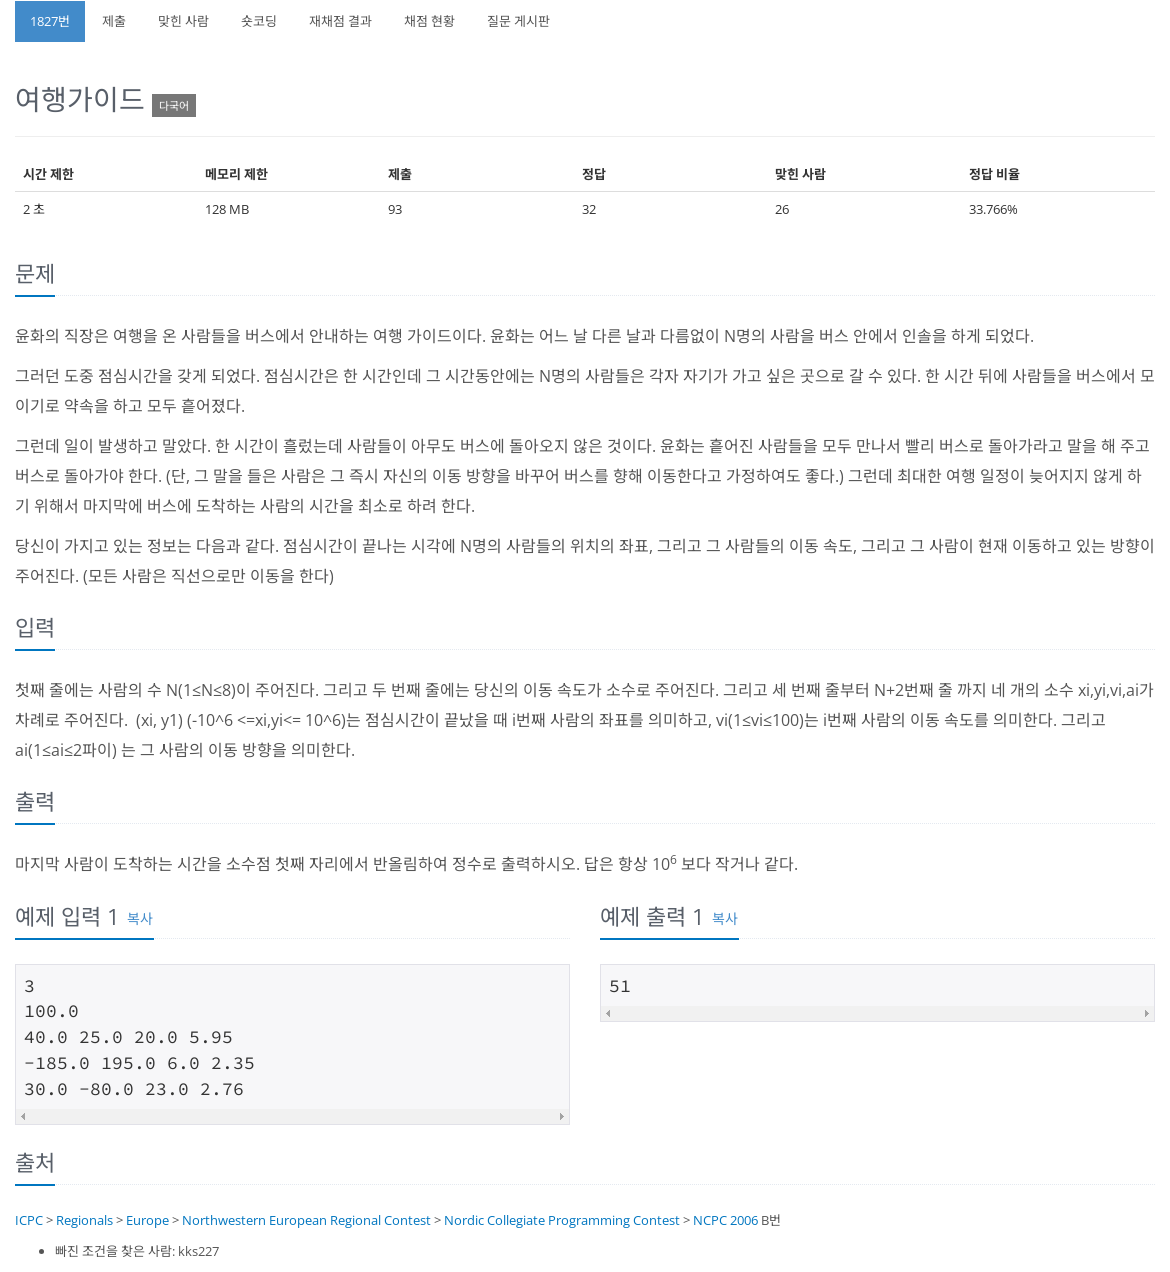 1827번 제출 맞힌 사람 숏코딩 재채점 결과 채점 현황 질문 게시판
여행가이드 다국어
시간 제한 메모리 제한 제출 정답 맞힌 사람 정답 비율
2 초 128 MB 93 32 26 33.766%
문제
윤화의 직장은 여행을 온 사람들을 버스에서 안내하는 여행 가이드이다. 윤화는 어느 날 다른 날과 다름없이 N명의 사람을 버스 안에서 인솔을 하게 되었다.
그러던 도중 점심시간을 갖게 되었다. 점심시간은 한 시간인데 그 시간동안에는 N명의 사람들은 각자 자기가 가고 싶은 곳으로 갈 수 있다. 한 시간 뒤에 사람들을 버스에서 모
이기로 약속을 하고 모두 흩어졌다.
그런데 일이 발생하고 말았다. 한 시간이 흘렀는데 사람들이 아무도 버스에 돌아오지 않은 것이다. 윤화는 흩어진 사람들을 모두 만나서 빨리 버스로 돌아가라고 말을 해 주고
버스로 돌아가야 한다. (단, 그 말을 들은 사람은 그 즉시 자신의 이동 방향을 바꾸어 버스를 향해 이동한다고 가정하여도 좋다.) 그런데 최대한 여행 일정이 늦어지지 않게 하
기 위해서 마지막에 버스에 도착하는 사람의 시간을 최소로 하려 한다.
당신이 가지고 있는 정보는 다음과 같다. 점심시간이 끝나는 시각에 N명의 사람들의 위치의 좌표, 그리고 그 사람들의 이동 속도, 그리고 그 사람이 현재 이동하고 있는 방향이
주어진다. (모든 사람은 직선으로만 이동을 한다)
입력
첫째 줄에는 사람의 수 N(1≤N≤8)이 주어진다. 그리고 두 번째 줄에는 당신의 이동 속도가 소수로 주어진다. 그리고 세 번째 줄부터 N+2번째 줄 까지 네 개의 소수 xi,yi,vi,ai가
차례로 주어진다.  (xi, y1) (-10^6 <=xi,yi<= 10^6)는 점심시간이 끝났을 때 i번째 사람의 좌표를 의미하고, vi(1≤vi≤100)는 i번째 사람의 이동 속도를 의미한다. 그리고
ai(1≤ai≤2파이) 는 그 사람의 이동 방향을 의미한다.
출력
마지막 사람이 도착하는 시간을 소수점 첫째 자리에서 반올림하여 정수로 출력하시오. 답은 항상 10^6 보다 작거나 같다.
예제 입력 1 복사 예제 출력 1 복사
3 51
100.0
40.0 25.0 20.0 5.95
-185.0 195.0 6.0 2.35
30.0 -80.0 23.0 2.76
출처
ICPC > Regionals > Europe > Northwestern European Regional Contest > Nordic Collegiate Programming Contest > NCPC 2006 B번
빠진 조건을 찾은 사람: kks227